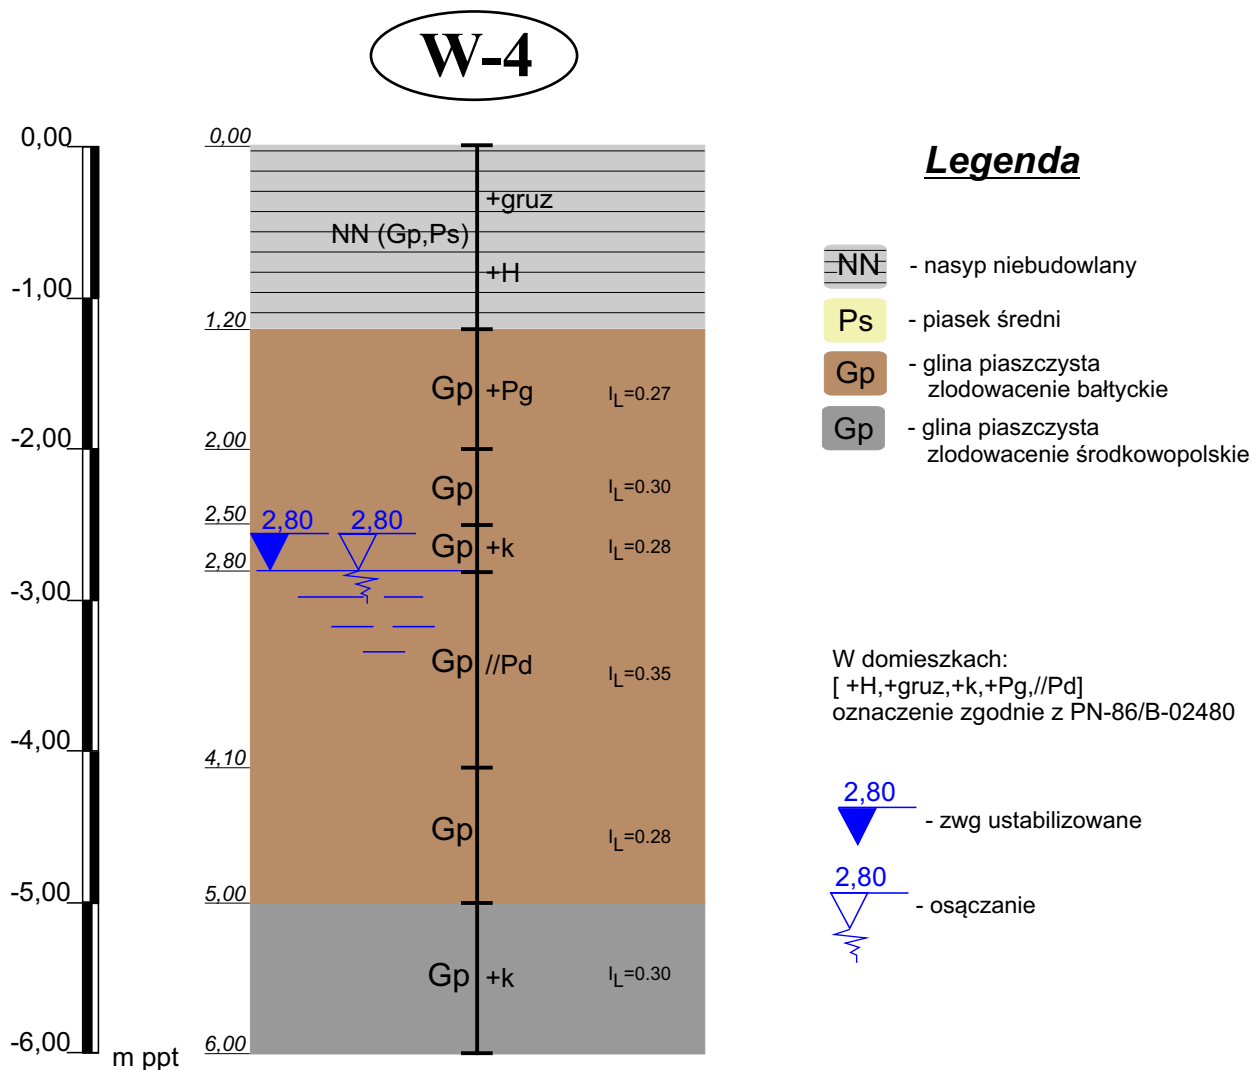 W-4
0,00
-1,00
-2,00
-3,00
-4,00
-5,00
-6,00
m ppt
0,00
1,20
2,00
2,50
2,80
4,10
5,00
6,00
+gruz
NN (Gp,Ps)
+H
Gp +Pg IL=0.27
Gp IL=0.30
2,80 2,80
Gp +k IL=0.28
Gp //Pd IL=0.35
Gp IL=0.28
Gp +k IL=0.30
Legenda
NN - nasyp niebudowlany
Ps - piasek średni
Gp - glina piaszczysta
zlodowacenie bałtyckie
Gp - glina piaszczysta
zlodowacenie środkowopolskie
W domieszkach:
[ +H,+gruz,+k,+Pg,//Pd]
oznaczenie zgodnie z PN-86/B-02480
2,80
- zwg ustabilizowane
2,80
- osączanie